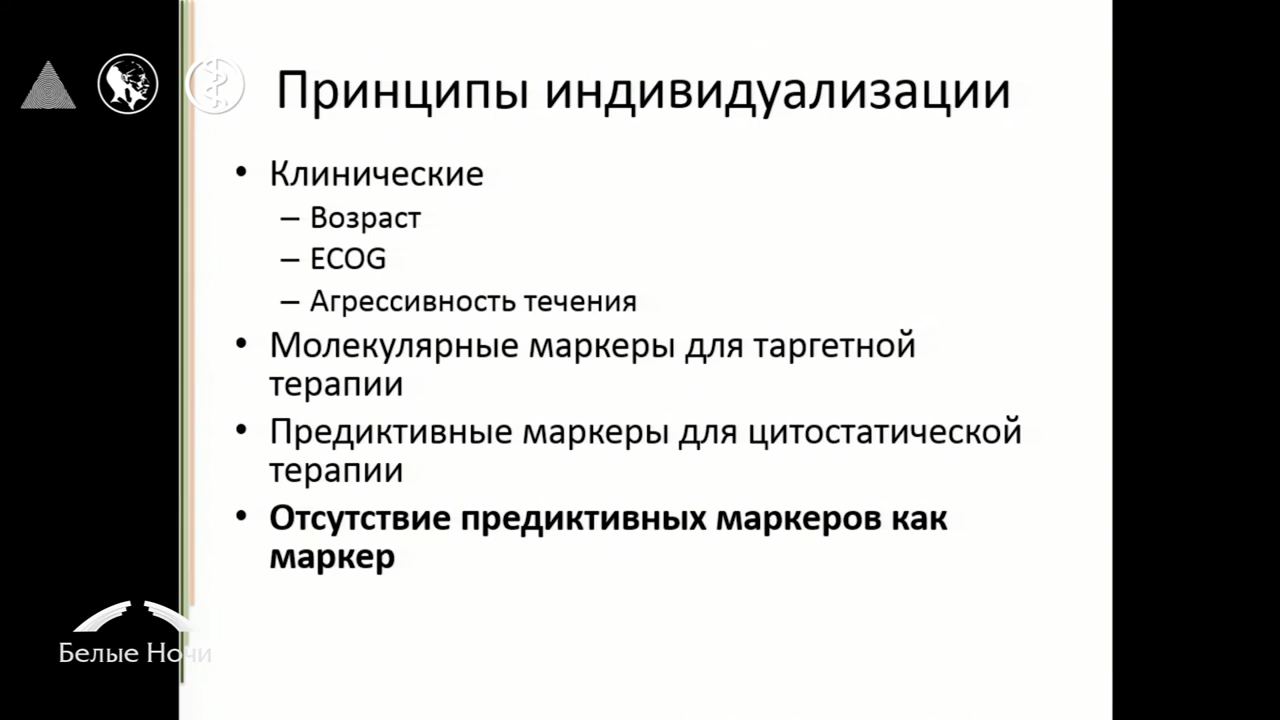 Принципы индивидуализации
• Клинические
– Возраст
– ECOG
– Агрессивность течения
• Молекулярные маркеры для таргетной
терапии
• Предиктивные маркеры для цитостатической
терапии
• Отсутствие предиктивных маркеров как
маркер
Белые Ночи